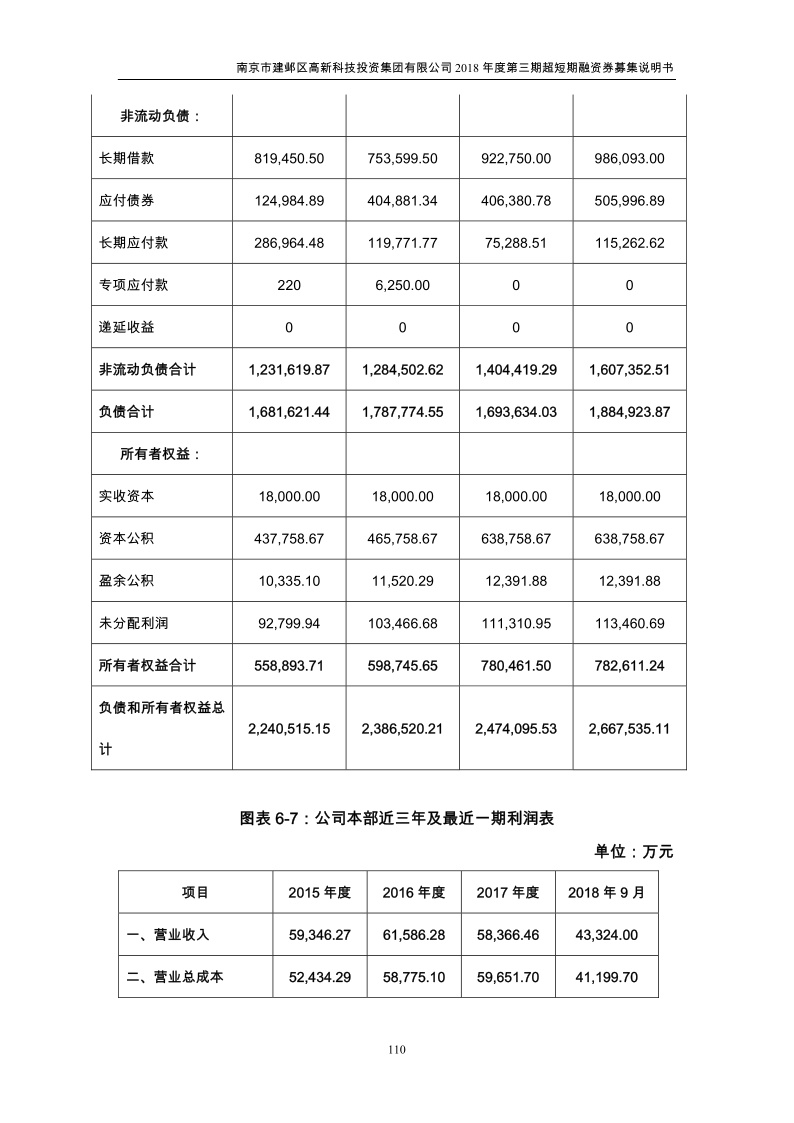 南京市建邺区高新科技投资集团有限公司 2018 年度第三期超短期融资券募集说明书
非流动负债：
长期借款 819,450.50 753,599.50 922,750.00 986,093.00
应付债券 124,984.89 404,881.34 406,380.78 505,996.89
长期应付款 286,964.48 119,771.77 75,288.51 115,262.62
专项应付款 220 6,250.00 0 0
递延收益 0 0 0 0
非流动负债合计 1,231,619.87 1,284,502.62 1,404,419.29 1,607,352.51
负债合计 1,681,621.44 1,787,774.55 1,693,634.03 1,884,923.87
所有者权益：
实收资本 18,000.00 18,000.00 18,000.00 18,000.00
资本公积 437,758.67 465,758.67 638,758.67 638,758.67
盈余公积 10,335.10 11,520.29 12,391.88 12,391.88
未分配利润 92,799.94 103,466.68 111,310.95 113,460.69
所有者权益合计 558,893.71 598,745.65 780,461.50 782,611.24
负债和所有者权益总
计 2,240,515.15 2,386,520.21 2,474,095.53 2,667,535.11
图表 6-7：公司本部近三年及最近一期利润表
单位：万元
项目 2015 年度 2016 年度 2017 年度 2018 年 9 月
一、营业收入 59,346.27 61,586.28 58,366.46 43,324.00
二、营业总成本 52,434.29 58,775.10 59,651.70 41,199.70
110